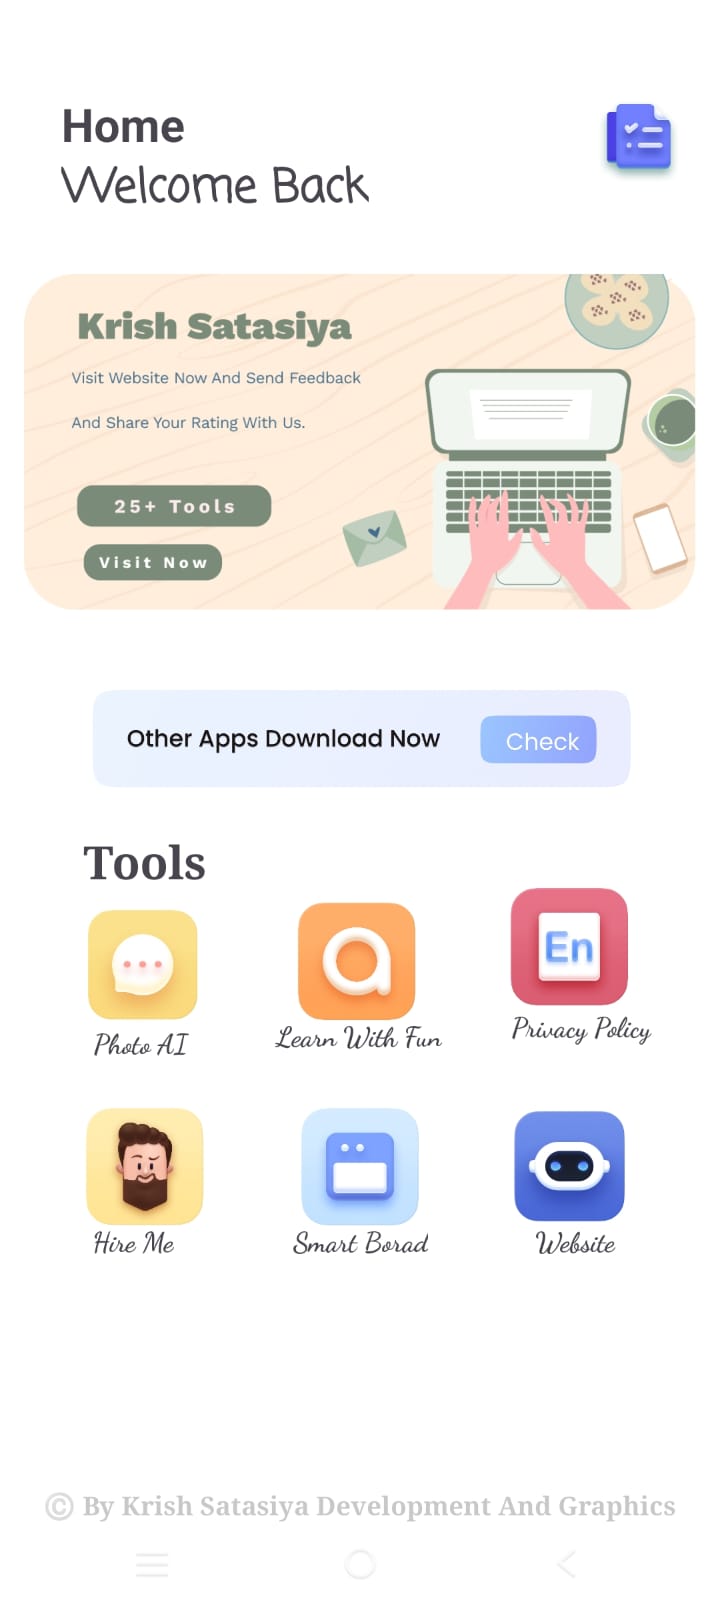 Home
Welcome Back
Krish Satasiya
Visit Website Now And Send Feedback
And Share Your Rating With Us.
25+ Tools
Visit Now
Other Apps Download Now
Check
Tools
En
Photo AI
Learn With Fun
Privacy Policy
Hire Me
Smart Borad
Website
© By Krish Satasiya Development And Graphics